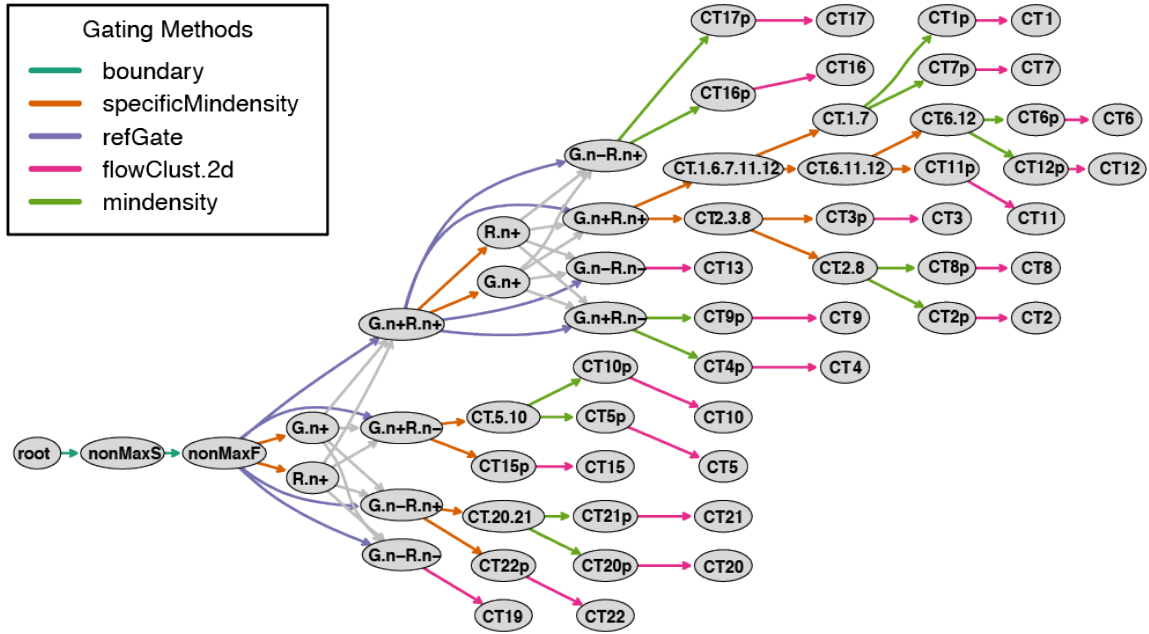 Gating Methods
boundary
specificMindensity
refGate
flowClust.2d
mindensity
CT17p CT17 CT1p CT1
CT16p CT16 CT7p CT7
CT.1.7 CT.6.12 CT6p CT6
G.n−R.n+
CT.1.6.7.11.12 CT.6.11.12 CT11p CT12p CT12
R.n+ G.n+R.n+ CT.2.3.8 CT3p CT3 CT11
G.n+ G.n−R.n− CT13 CT.2.8 CT8p CT8
G.n+R.n+ G.n+R.n− CT9p CT9 CT2p CT2
CT10p CT4p CT4
G.n+ G.n+R.n− CT.5.10 CT5p CT10
root nonMaxS nonMaxF
R.n+ CT15p CT15 CT5
G.n−R.n+ CT.20.21 CT21p CT21
G.n−R.n− CT22p CT20p CT20
CT19 CT22